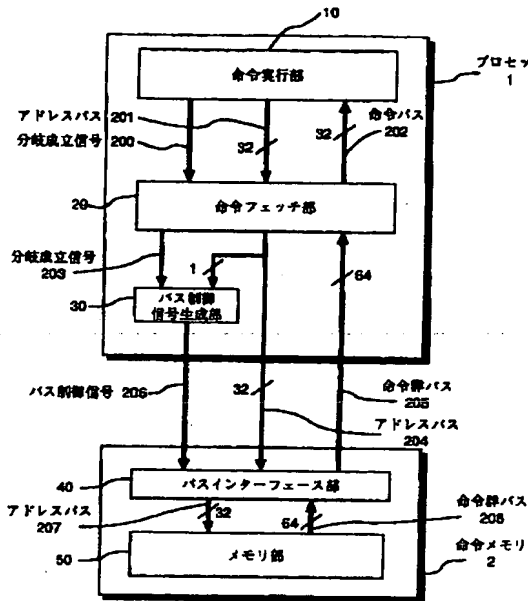 10
命令実行部
プロセッサ
1
アドレスバス
201
分岐成立信号
200
32
32
命令バス
202
20
命令フェッチ部
分岐成立信号
203
1
64
30
バス制御
信号生成部
バス制御信号 206
32
命令群バス
205
アドレスバス
204
40
バスインターフェース部
アドレスバス
207
32
64
命令群バス
208
50
メモリ部
命令メモリ
2